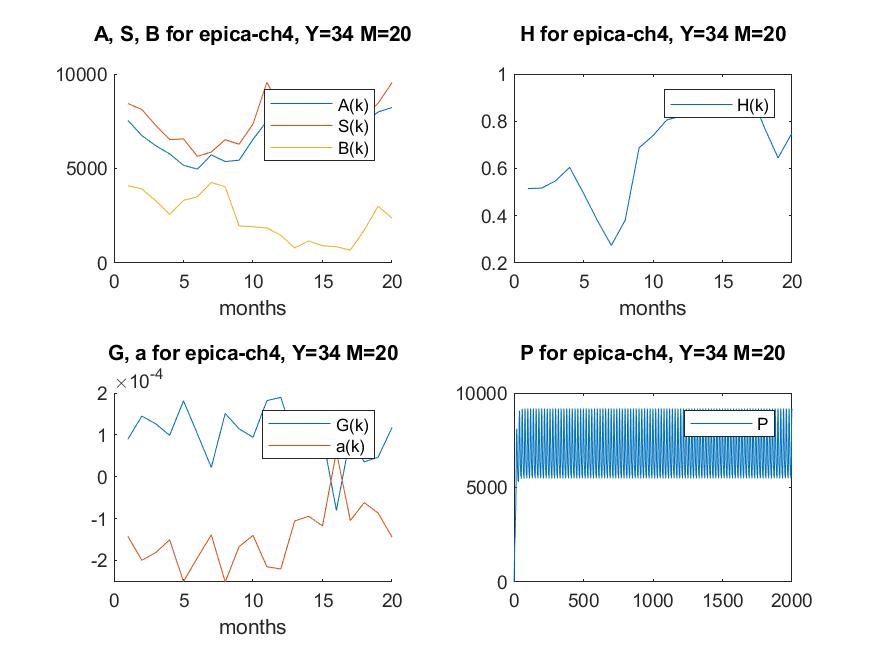 A, S, B for epica-ch4, Y=34 M=20
10000
5000
0
0 5 10 15 20
months
A(k)
S(k)
B(k)
H for epica-ch4, Y=34 M=20
1
0.8
0.6
0.4
0.2
0 5 10 15 20
months
H(k)
G, a for epica-ch4, Y=34 M=20
×10-4
2
1
0
-1
-2
0 5 10 15 20
months
G(k)
a(k)
P for epica-ch4, Y=34 M=20
10000
5000
0
0 500 1000 1500 2000
P